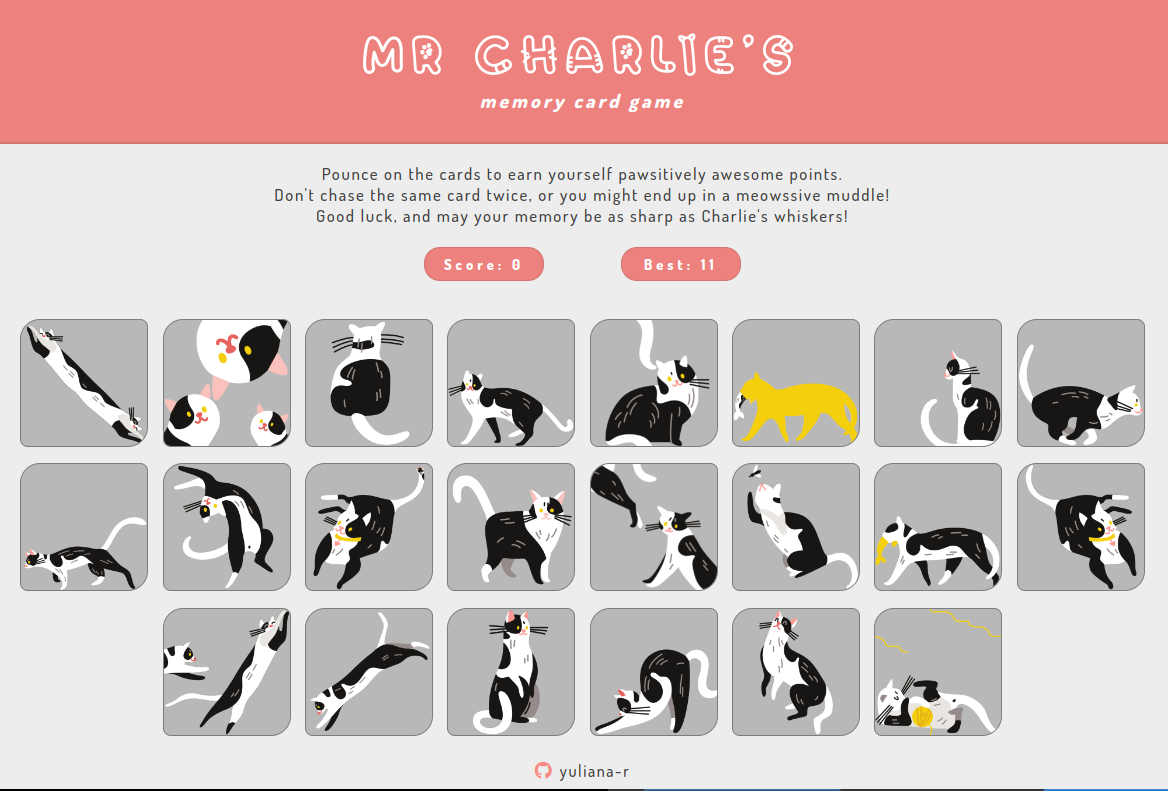 MR CHARLIE'S
memory card game
Pounce on the cards to earn yourself pawsitively awesome points.
Don't chase the same card twice, or you might end up in a meowssive muddle!
Good luck, and may your memory be as sharp as Charlie's whiskers!
Score: 0
Best: 11
yuliana-r